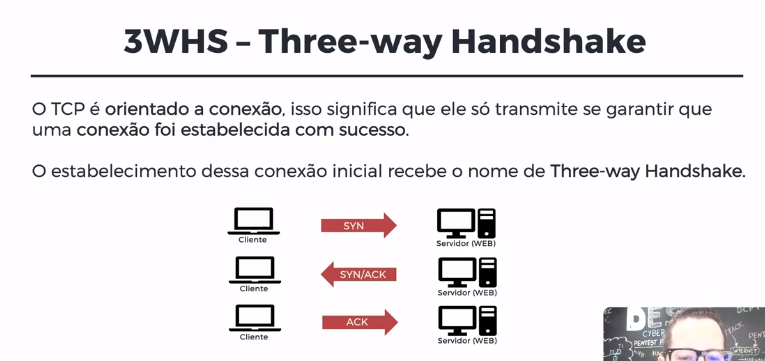 3WHS – Three-way Handshake
O TCP é orientado a conexão, isso significa que ele só transmite se garantir que
uma conexão foi estabelecida com sucesso.
O estabelecimento dessa conexão inicial recebe o nome de Three-way Handshake.
SYN
Cliente
Servidor (WEB)
SYN/ACK
Cliente
Servidor (WEB)
ACK
Cliente
Servidor (WEB)
DE
CYBER
PENTEST